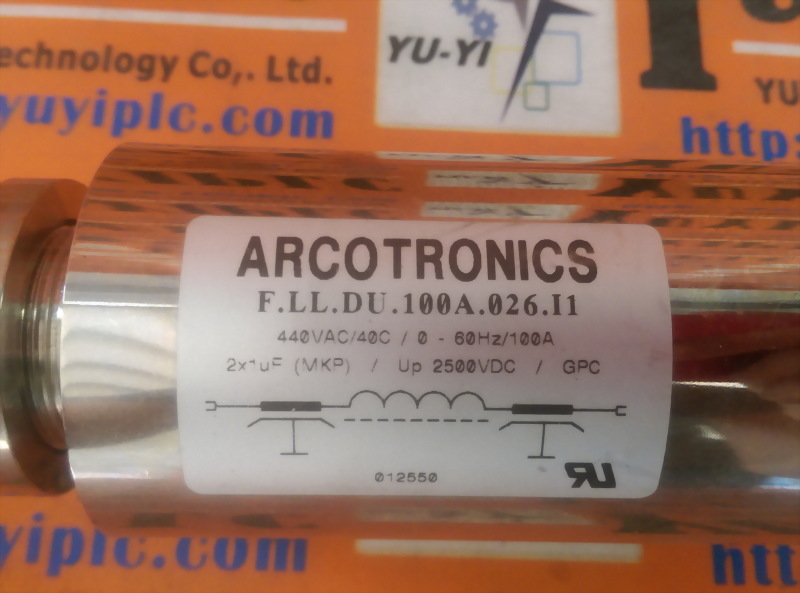 echnology Co,. Ltd.
yuyiplc.com
YU-YI
YU
http:
ARCOTRONICS
F.LL.DU.100A.026.I1
440VAC/40C / 0 - 60Hz/100A
2x1uF (MKP) / Up 2500VDC / GPC
012550
yiplc.com
htt